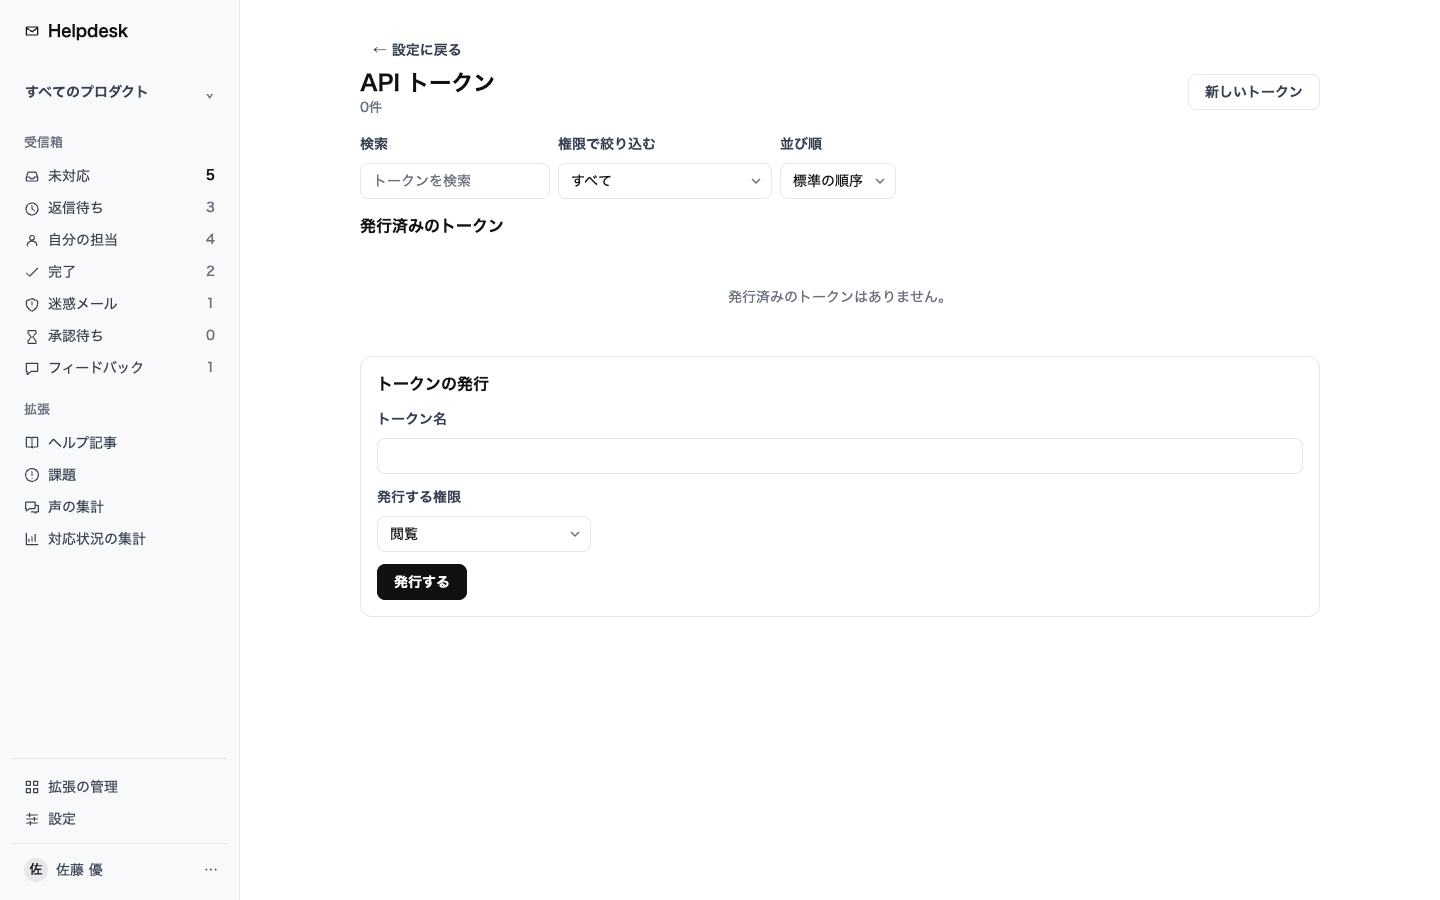 Helpdesk
すべてのプロダクト
受信箱
未対応 5
返信待ち 3
自分の担当 4
完了 2
迷惑メール 1
承認待ち 0
フィードバック 1
拡張
ヘルプ記事
課題
声の集計
対応状況の集計
拡張の管理
設定
佐 佐藤 優 …
← 設定に戻る
API トークン
0件
新しいトークン
検索 権限で絞り込む 並び順
トークンを検索 すべて 標準の順序
発行済みのトークン
発行済みのトークンはありません。
トークンの発行
トークン名
発行する権限
閲覧
発行する